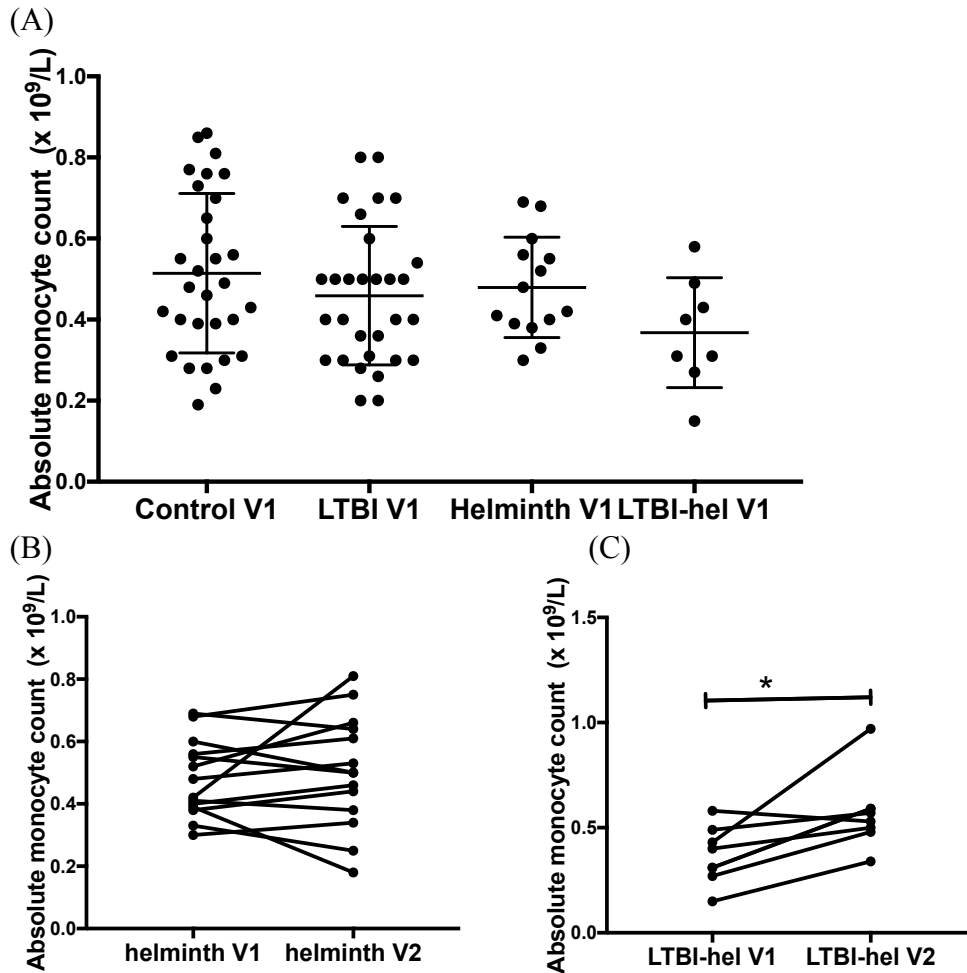 (A)
Absolute monocyte count (x 10⁹/L)
1.0
0.8
0.6
0.4
0.2
0.0
Control V1 LTBI V1 Helminth V1 LTBI-hel V1
(B)
Absolute monocyte count (x 10⁹/L)
1.0
0.8
0.6
0.4
0.2
0.0
helminth V1 helminth V2
(C)
Absolute monocyte count (x 10⁹/L)
1.5
1.0
0.5
0.0
*
LTBI-hel V1 LTBI-hel V2